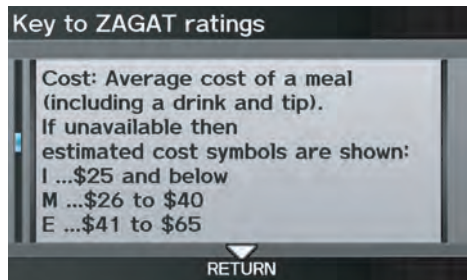 Key to ZAGAT ratings
Cost: Average cost of a meal
(including a drink and tip).
If unavailable then
estimated cost symbols are shown:
I ...$25 and below
M ...$26 to $40
E ...$41 to $65
RETURN